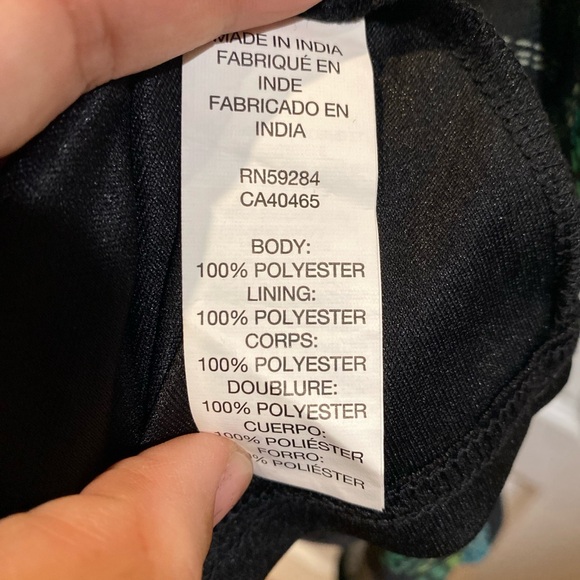 MADE IN INDIA
FABRIQUÉ EN
INDE
FABRICADO EN
INDIA
RN59284
CA40465
BODY:
100% POLYESTER
LINING:
100% POLYESTER
CORPS:
100% POLYESTER
DOUBLURE:
100% POLYESTER
CUERPO:
100% POLIÉSTER
FORRO:
% POLIÉSTER